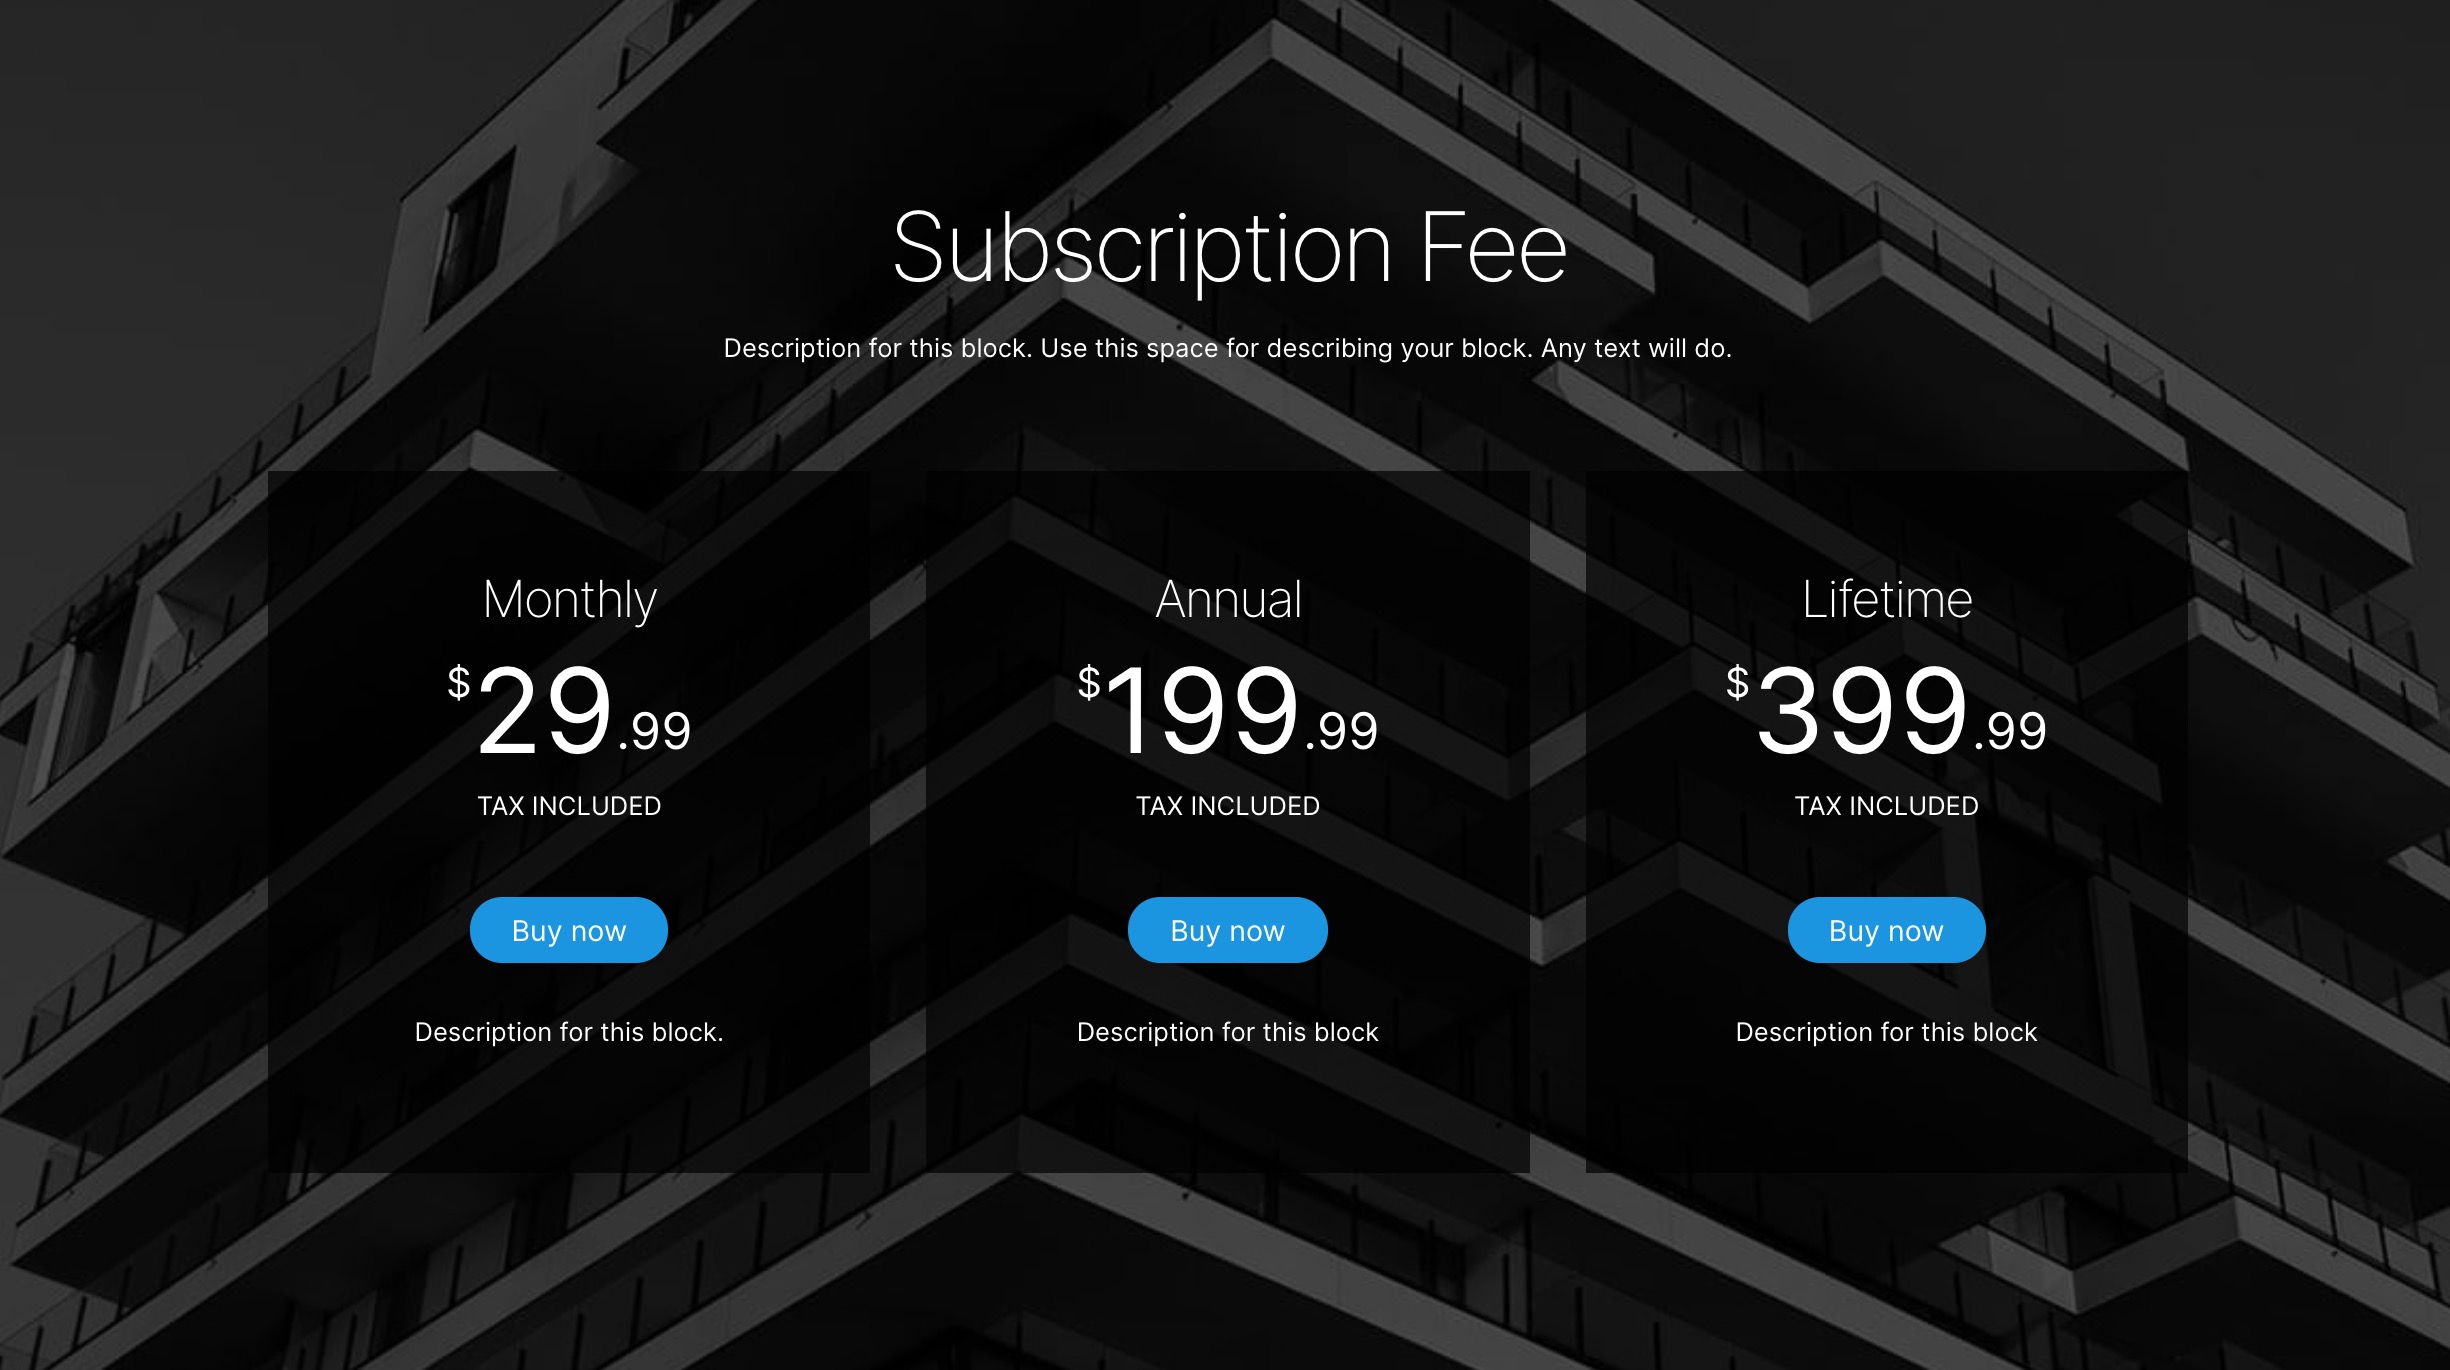 Subscription Fee
Description for this block. Use this space for describing your block. Any text will do.
Monthly
$29.99
TAX INCLUDED
Buy now
Description for this block.
Annual
$199.99
TAX INCLUDED
Buy now
Description for this block
Lifetime
$399.99
TAX INCLUDED
Buy now
Description for this block